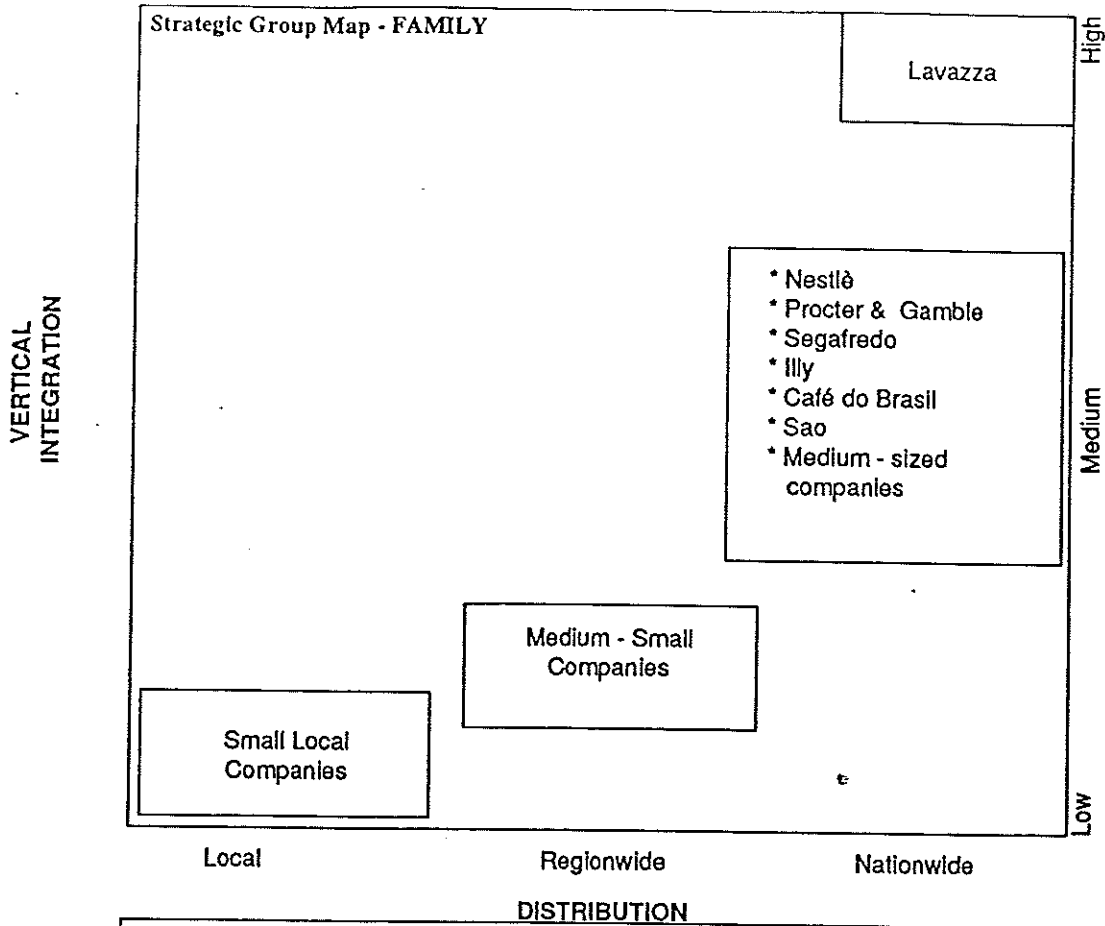 Strategic Group Map - FAMILY
High
Lavazza
* Nestlè
* Procter & Gamble
* Segafredo
* Illy
* Café do Brasil
* Sao
* Medium - sized
companies
VERTICAL
INTEGRATION
Medium
Medium - Small
Companies
Small Local
Companies
Low
Local
Regionwide
Nationwide
DISTRIBUTION